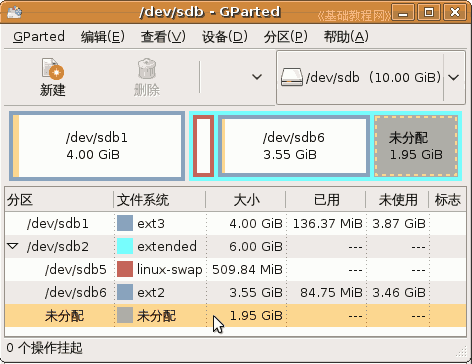 /dev/sdb - GParted
《基础教程网》
GParted 编辑(E) 查看(V) 设备(D) 分区(P) 帮助(A)
新建 删除 /dev/sdb (10.00 GiB)
/dev/sdb1 /dev/sdb6 未分配
4.00 GiB 3.55 GiB 1.95 GiB
分区 文件系统 大小 已用 未使用 标志
/dev/sdb1 ext3 4.00 GiB 136.37 MiB 3.87 GiB
/dev/sdb2 extended 6.00 GiB --- ---
/dev/sdb5 linux-swap 509.84 MiB --- ---
/dev/sdb6 ext2 3.55 GiB 84.75 MiB 3.46 GiB
未分配 未分配 1.95 GiB --- ---
0 个操作挂起